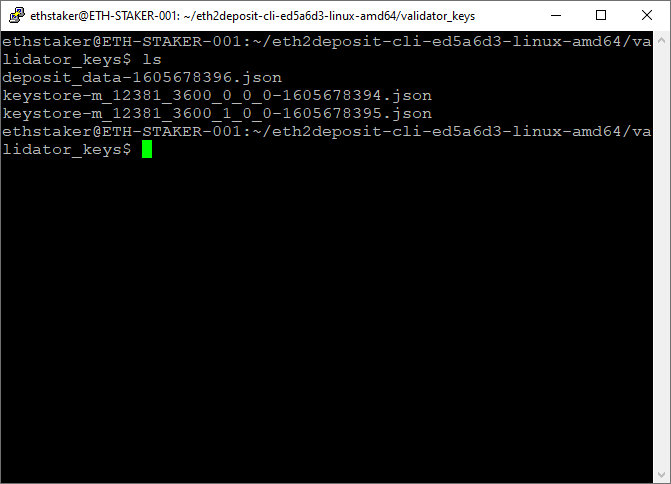 ethstaker@ETH-STAKER-001: ~/eth2deposit-cli-ed5a6d3-linux-amd64/validator_keys
ethstaker@ETH-STAKER-001:~/eth2deposit-cli-ed5a6d3-linux-amd64/va
lidator_keys$ ls
deposit_data-1605678396.json
keystore-m_12381_3600_0_0_0-1605678394.json
keystore-m_12381_3600_1_0_0-1605678395.json
ethstaker@ETH-STAKER-001:~/eth2deposit-cli-ed5a6d3-linux-amd64/va
lidator_keys$